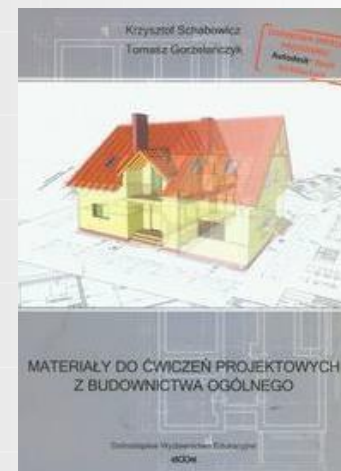 Krzysztof Schabowicz
Tomasz Gorzelańczyk
Autodesk
MATERIAŁY DO ĆWICZEŃ PROJEKTOWYCH
Z BUDOWNICTWA OGÓLNEGO
Dolnośląskie Wydawnictwo Edukacyjne